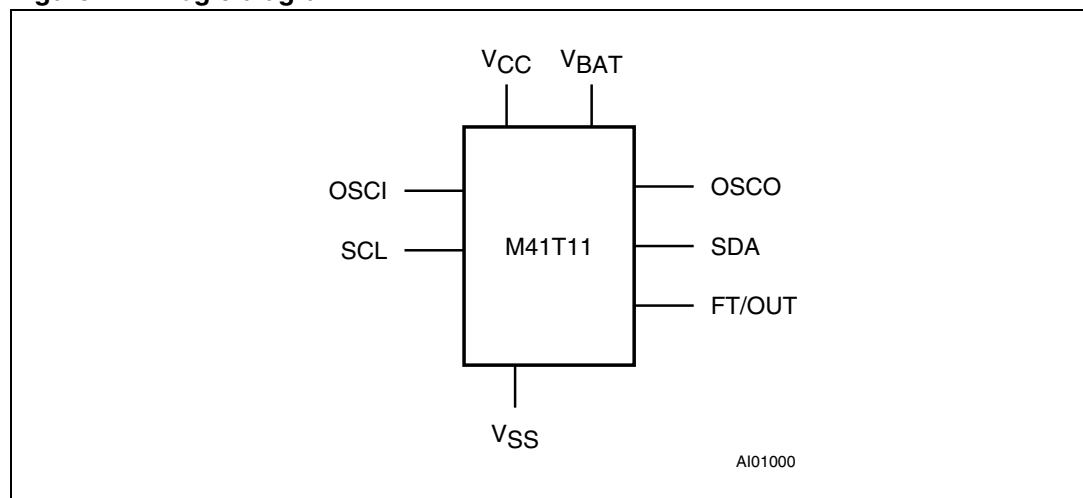 VCC VBAT
OSCI OSCO
SCL M41T11 SDA
FT/OUT
VSS
AI01000